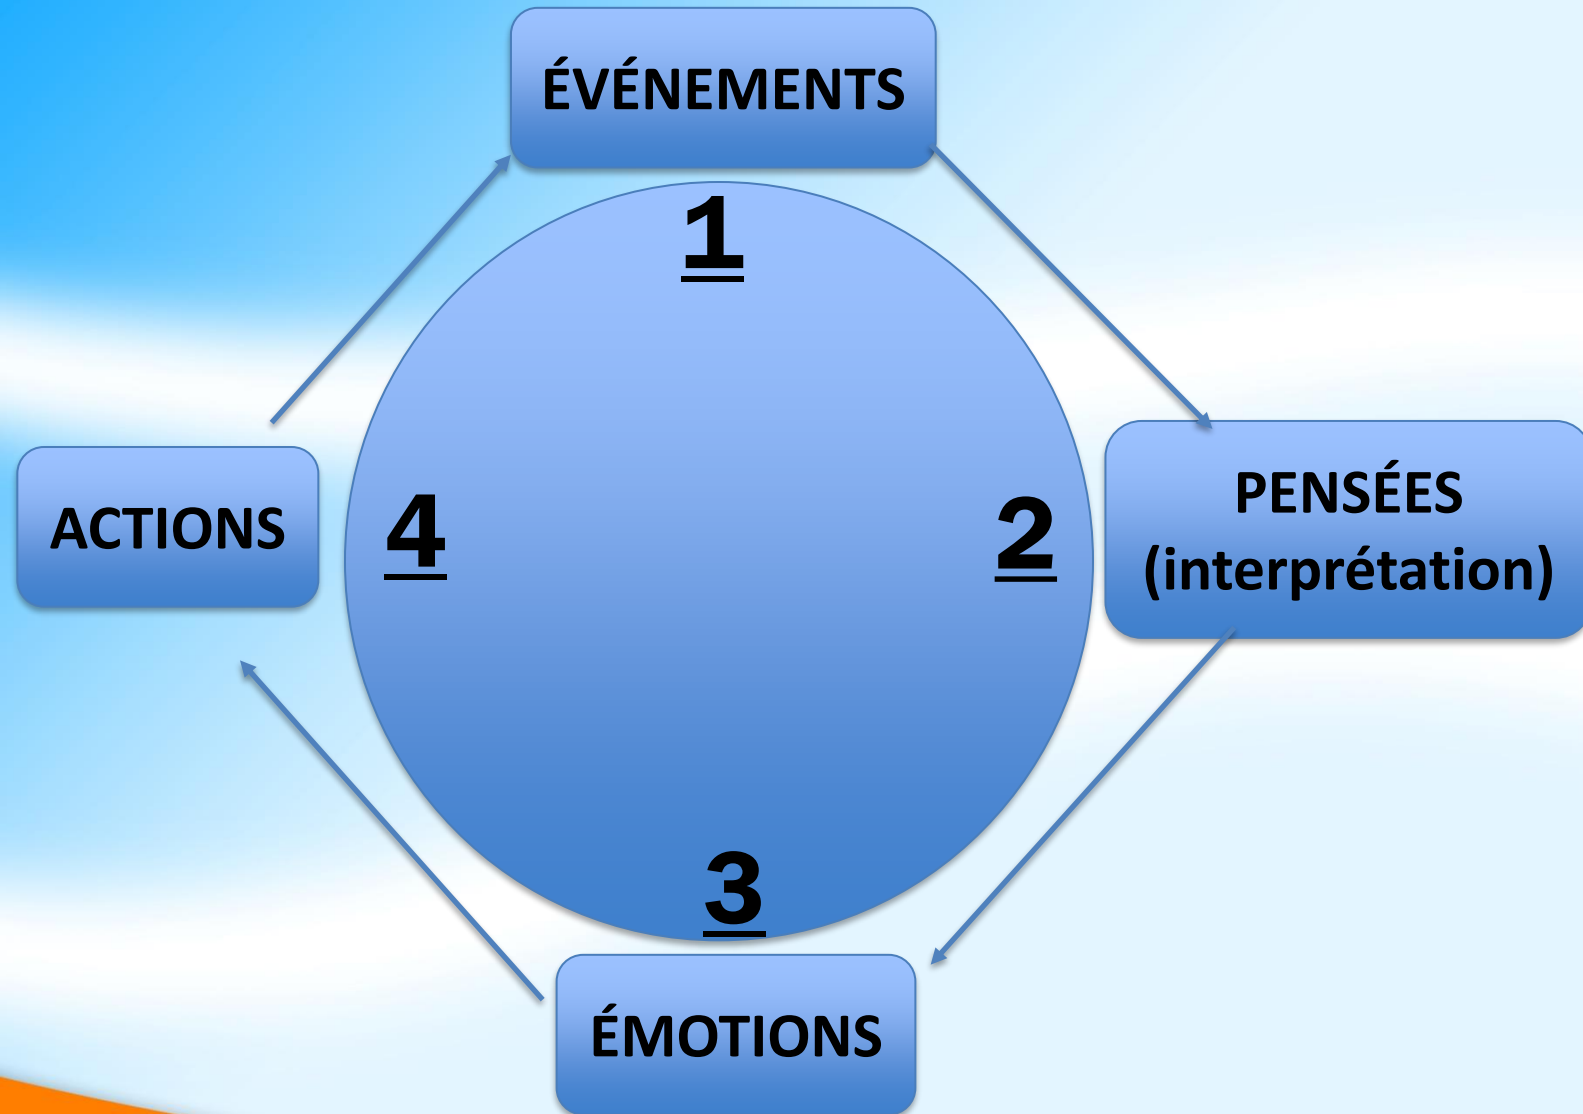 ÉVÉNEMENTS
1
ACTIONS
4
2
PENSÉES
(interprétation)
3
ÉMOTIONS